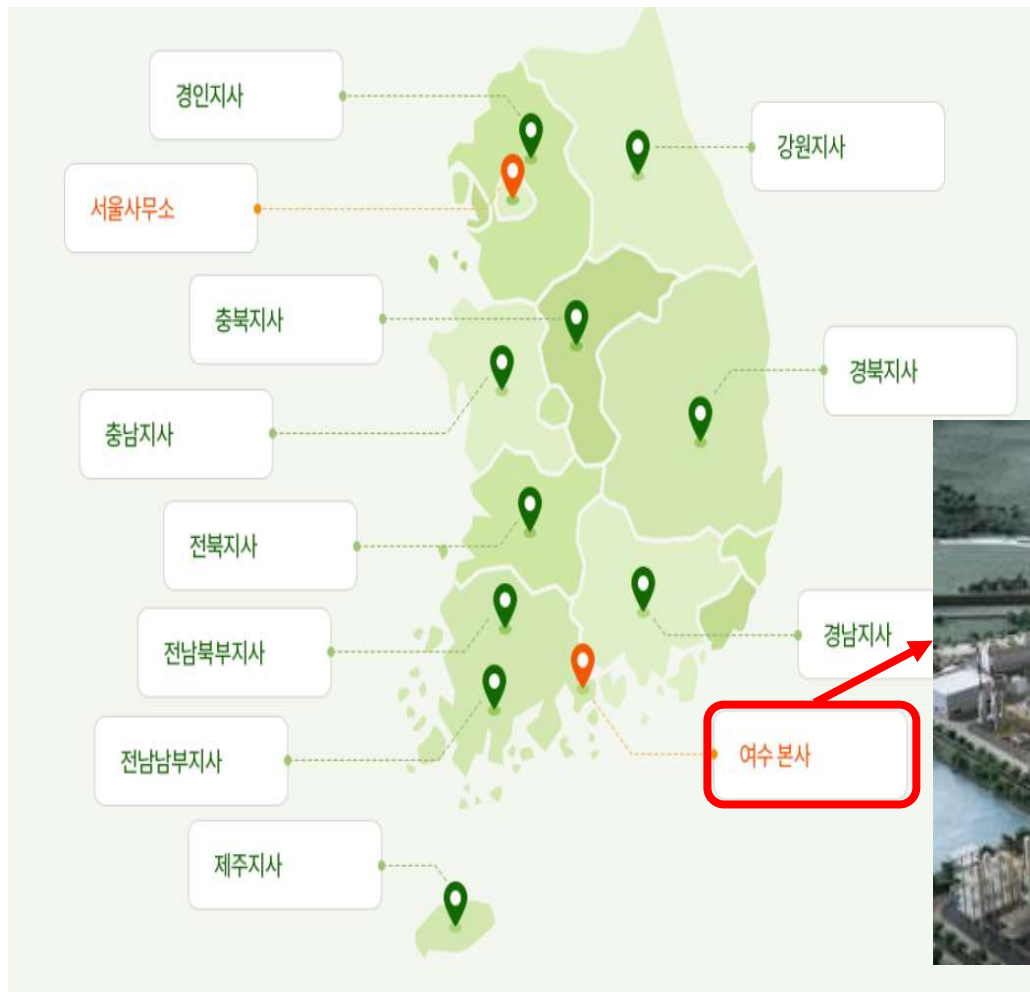 경인지사
강원지사
서울사무소
충북지사
경북지사
충남지사
전북지사
전남북부지사
경남지사
전남남부지사
여수 본사
제주지사